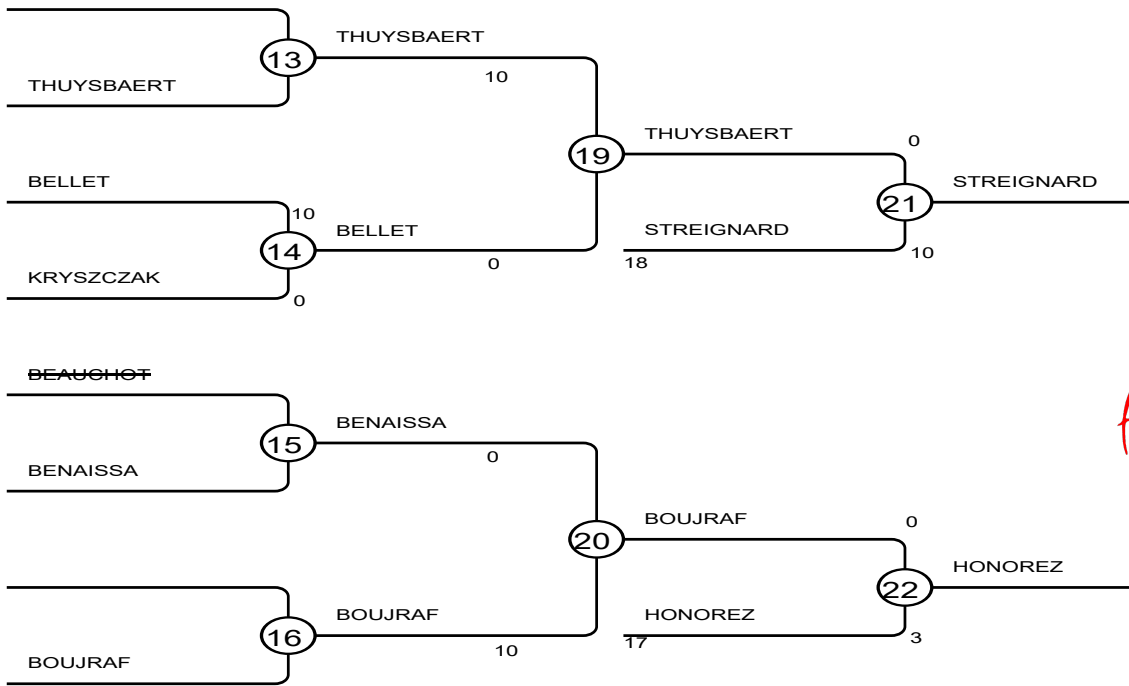 THUYSBAERT
13
THUYSBAERT
10
BELLET
10
14
KRYSZCZAK
0
BELLET
0
19
THUYSBAERT
0
STREIGNARD
18
21
10
STREIGNARD
BEAUCHOT
15
BENAISSA
BENAISSA
0
16
BOUJRAF
BOUJRAF
10
20
BOUJRAF
0
HONOREZ
17
22
3
HONOREZ